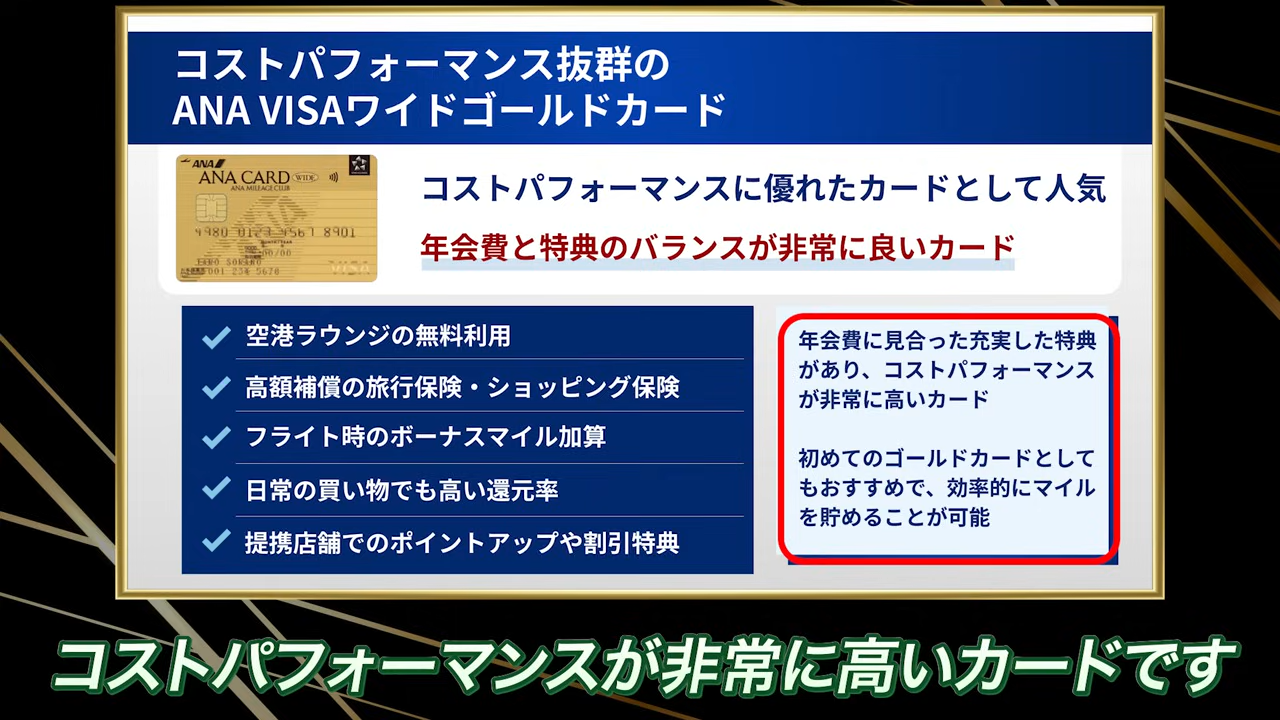 コストパフォーマンス抜群の
ANA VISAワイドゴールドカード
ANA
ANA CARD WIDE
ANA MILEAGE CLUB
コストパフォーマンスに優れたカードとして人気
年会費と特典のバランスが非常に良いカード
空港ラウンジの無料利用
高額補償の旅行保険・ショッピング保険
フライト時のボーナスマイル加算
日常の買い物でも高い還元率
提携店舗でのポイントアップや割引特典
年会費に見合った充実した特典
があり、コストパフォーマンス
が非常に高いカード
初めてのゴールドカードとして
もおすすめで、効率的にマイル
を貯めることが可能
コストパフォーマンスが非常に高いカードです